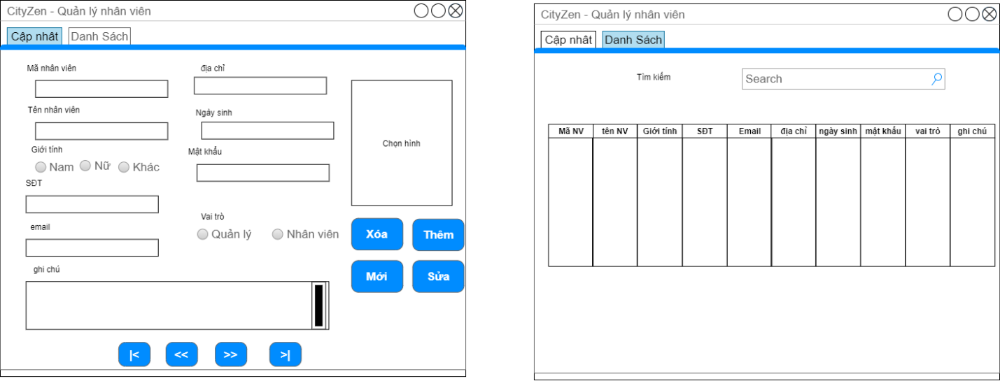 CityZen - Quản lý nhân viên
Cập nhât Danh Sách
Mã nhân viên
địa chỉ
Tên nhân viên
Ngày sinh
Giới tính
Nam Nữ Khác
Mật khẩu
SĐT
email
Vai trò
Quản lý Nhân viên
Chọn hình
Xóa Thêm
Mới Sửa
ghi chú
|< << >> >|
CityZen - Quản lý nhân viên
Cập nhât Danh Sách
Tìm kiếm Search
Mã NV tên NV Giới tính SĐT Email địa chỉ ngày sinh mật khẩu vai trò ghi chú